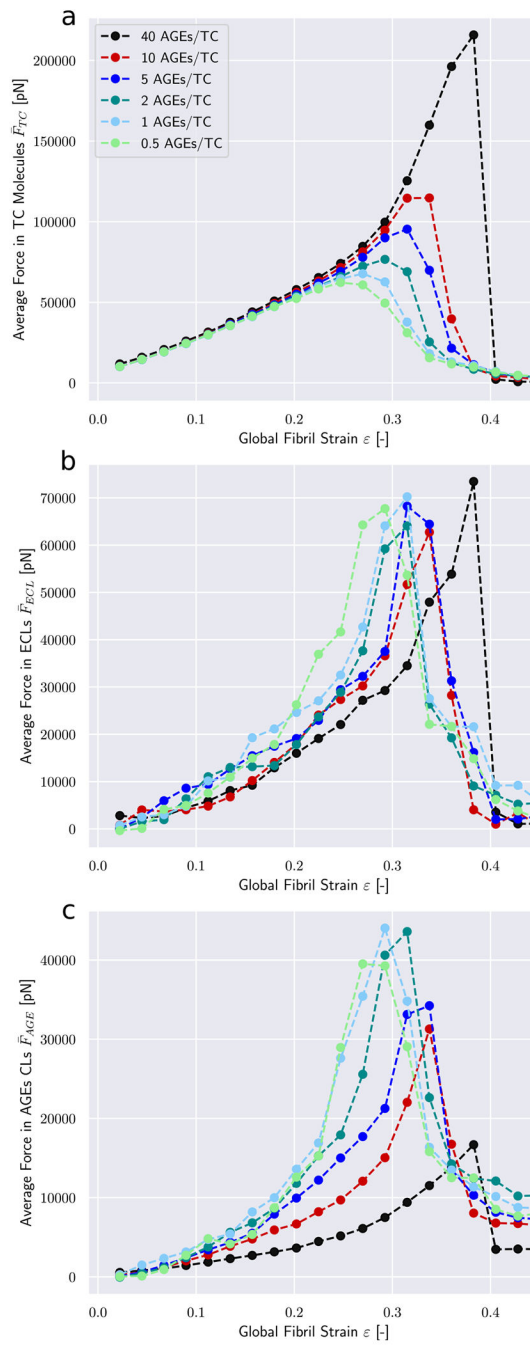 a
200000
150000
100000
50000
0
Average Force in TC Molecules F̄_TC [pN]
40 AGEs/TC
10 AGEs/TC
5 AGEs/TC
2 AGEs/TC
1 AGEs/TC
0.5 AGEs/TC
0.0 0.1 0.2 0.3 0.4
Global Fibril Strain ε [-]
b
70000
60000
50000
40000
30000
20000
10000
0
Average Force in ECLs F̄_ECL [pN]
0.0 0.1 0.2 0.3 0.4
Global Fibril Strain ε [-]
c
40000
30000
20000
10000
0
Average Force in AGEs CLs F̄_AGE [pN]
0.0 0.1 0.2 0.3 0.4
Global Fibril Strain ε [-]